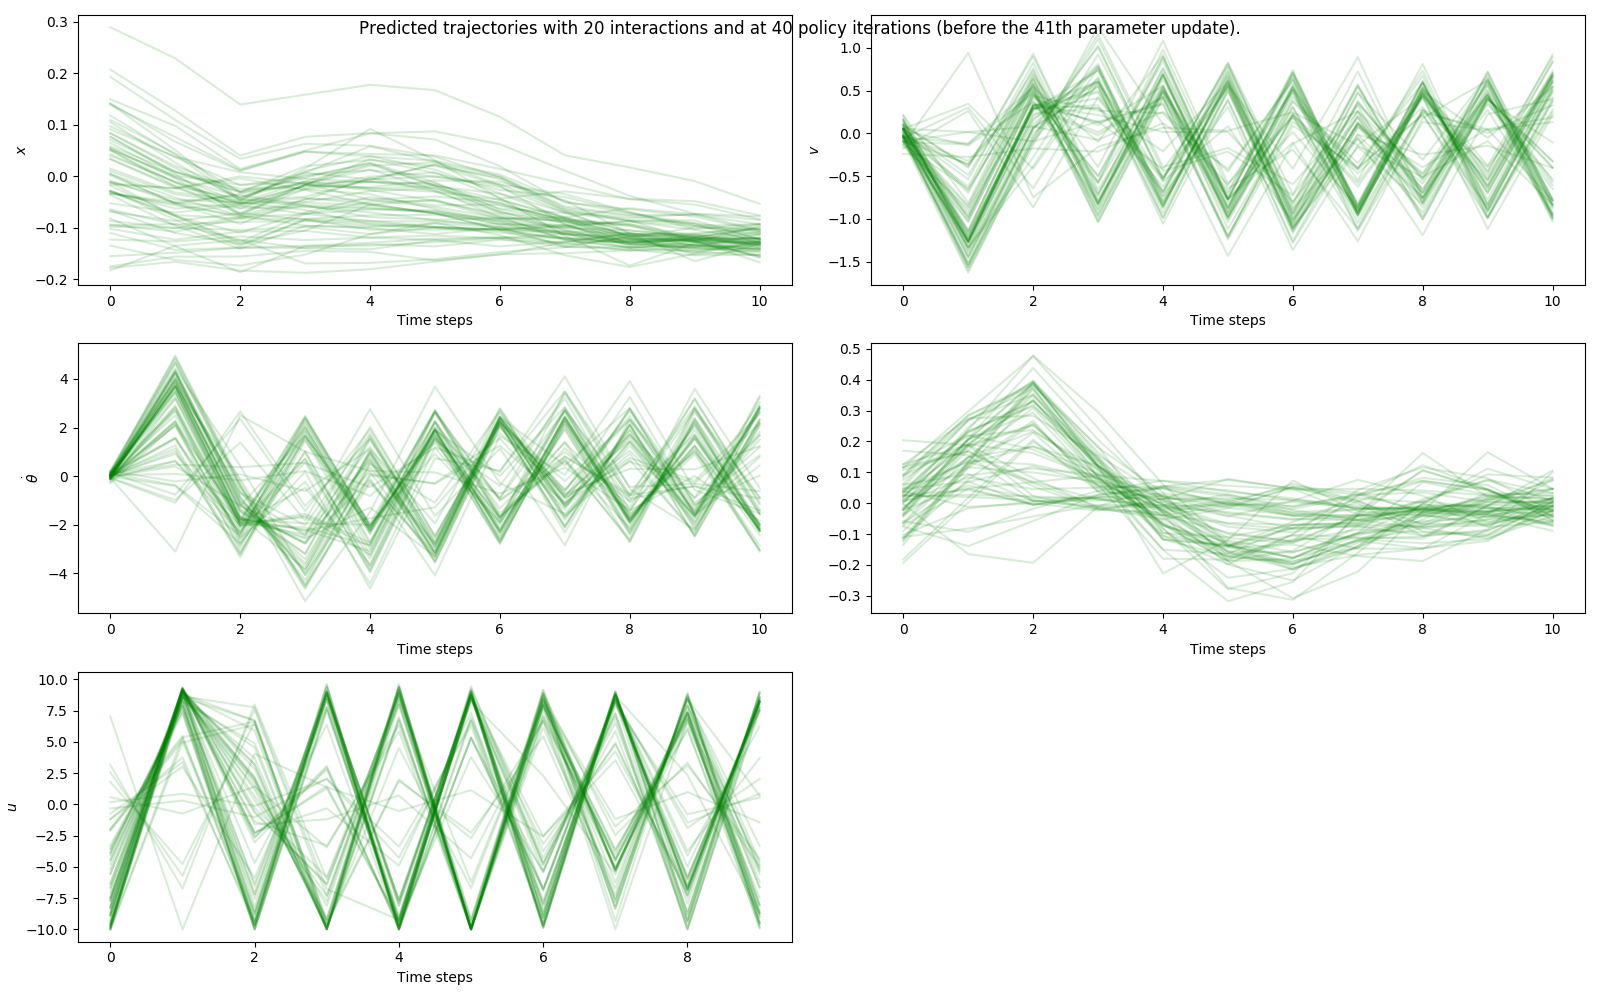 Predicted trajectories with 20 interactions and at 40 policy iterations (before the 41th parameter update).
0.3
0.2
0.1
0.0
−0.1
−0.2
x
0 2 4 6 8 10
Time steps
1.0
0.5
0.0
−0.5
−1.0
−1.5
v
0 2 4 6 8 10
Time steps
4
2
0
−2
−4
θ̇
0 2 4 6 8 10
Time steps
0.5
0.4
0.3
0.2
0.1
0.0
−0.1
−0.2
−0.3
θ
0 2 4 6 8 10
Time steps
10.0
7.5
5.0
2.5
0.0
−2.5
−5.0
−7.5
−10.0
u
0 2 4 6 8
Time steps